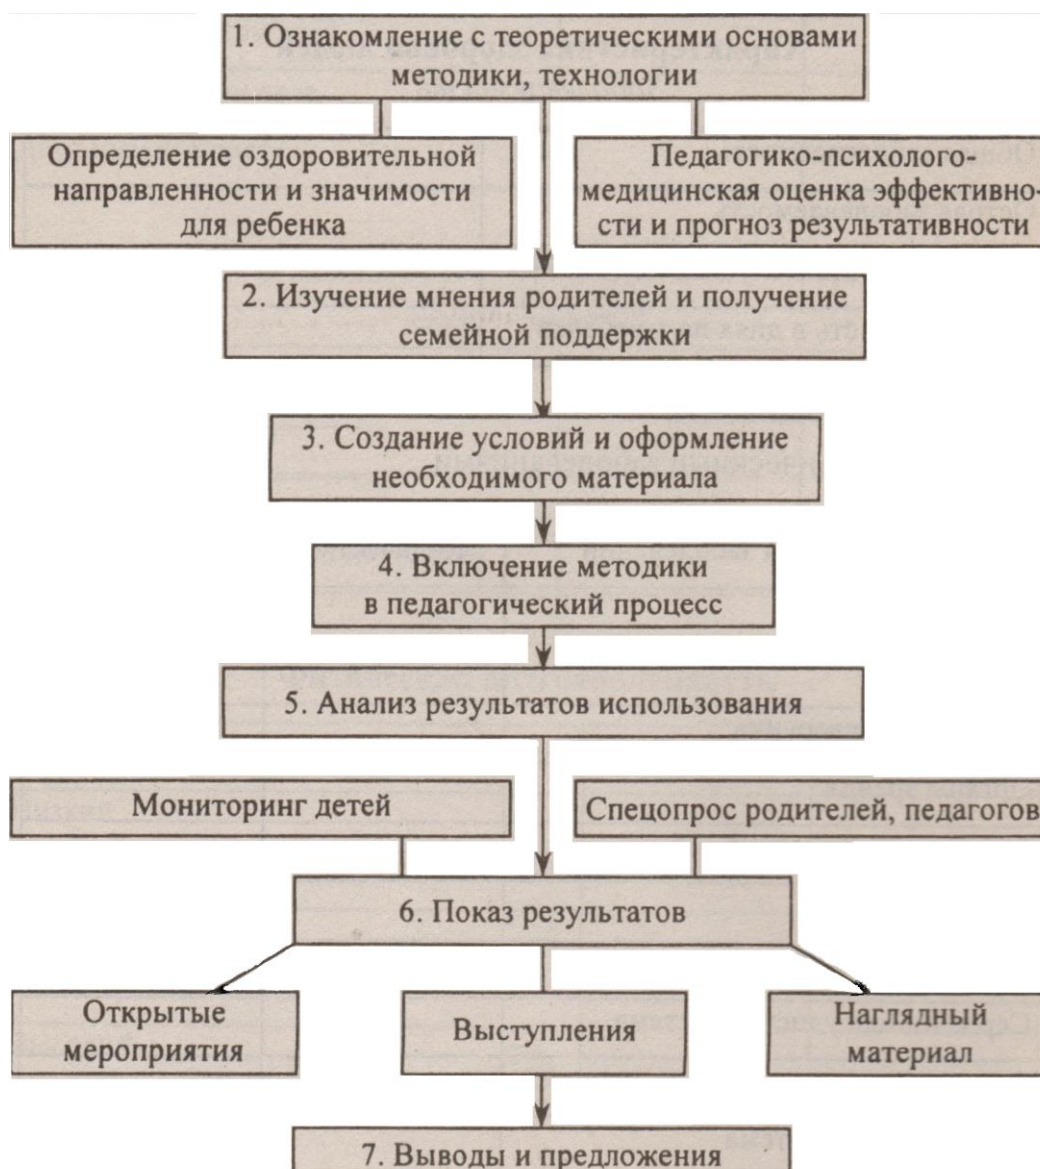 1. Ознакомление с теоретическими основами
методики, технологии
Определение оздоровительной
направленности и значимости
для ребенка
Педагогико-психолого-
медицинская оценка эффективно-
сти и прогноз результативности
2. Изучение мнения родителей и получение
семейной поддержки
3. Создание условий и оформление
необходимого материала
4. Включение методики
в педагогический процесс
5. Анализ результатов использования
Мониторинг детей
Спецопрос родителей, педагогов
6. Показ результатов
Открытые
мероприятия
Выступления
Наглядный
материал
7. Выводы и предложения